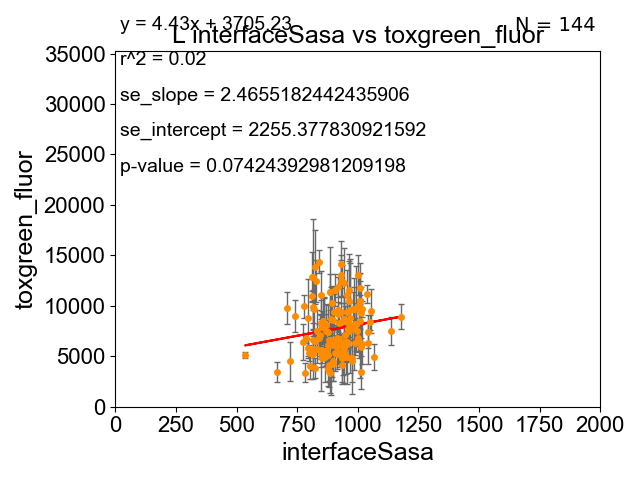 y = 4.43x + 3705.23
N = 144
L interfaceSasa vs toxgreen_fluor
r^2 = 0.02
se_slope = 2.4655182442435906
se_intercept = 2255.377830921592
p-value = 0.07424392981209198
35000
30000
25000
20000
15000
10000
5000
0
toxgreen_fluor
0 250 500 750 1000 1250 1500 1750 2000
interfaceSasa